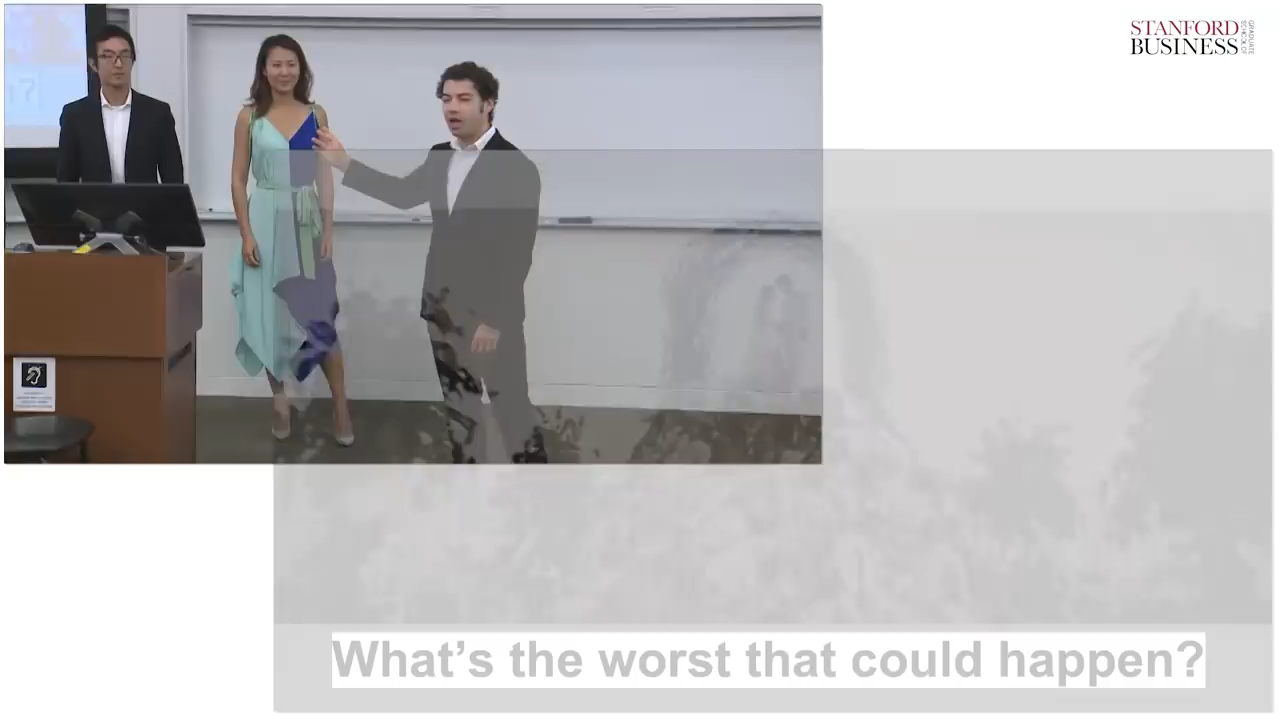 STANFORD
BUSINESS
GRADUATE
SCHOOL OF
?
What's the worst that could happen?